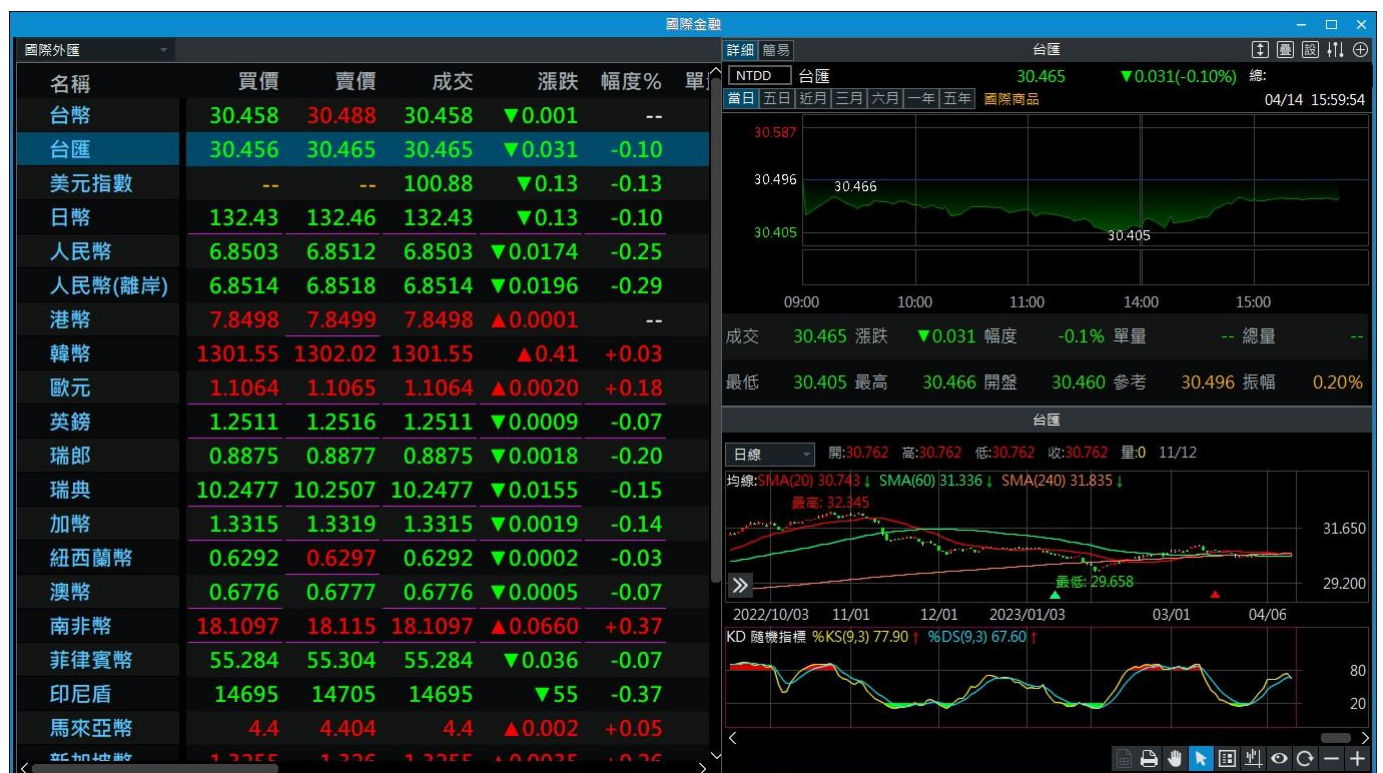 國際金融
國際外匯
名稱 買價 賣價 成交 漲跌 幅度% 單
台幣 30.458 30.488 30.458 ▼0.001 --
台匯 30.456 30.465 30.465 ▼0.031 -0.10
美元指數 -- -- 100.88 ▼0.13 -0.13
日幣 132.43 132.46 132.43 ▼0.13 -0.10
人民幣 6.8503 6.8512 6.8503 ▼0.0174 -0.25
人民幣(離岸) 6.8514 6.8518 6.8514 ▼0.0196 -0.29
港幣 7.8498 7.8499 7.8498 ▲0.0001 --
韓幣 1301.55 1302.02 1301.55 ▲0.41 +0.03
歐元 1.1064 1.1065 1.1064 ▲0.0020 +0.18
英鎊 1.2511 1.2516 1.2511 ▼0.0009 -0.07
瑞郎 0.8875 0.8877 0.8875 ▼0.0018 -0.20
瑞典 10.2477 10.2507 10.2477 ▼0.0155 -0.15
加幣 1.3315 1.3319 1.3315 ▼0.0019 -0.14
紐西蘭幣 0.6292 0.6297 0.6292 ▼0.0002 -0.03
澳幣 0.6776 0.6777 0.6776 ▼0.0005 -0.07
南非幣 18.1097 18.115 18.1097 ▲0.0660 +0.37
菲律賓幣 55.284 55.304 55.284 ▼0.036 -0.07
印尼盾 14695 14705 14695 ▼55 -0.37
馬來亞幣 4.4 4.404 4.4 ▲0.002 +0.05
詳細 簡易 台匯 疊 設
NTDD 台匯 30.465 ▼0.031(-0.10%) 總:
當日 五日 近月 三月 六月 一年 五年 國際商品 04/14 15:59:54
30.587
30.496 30.466
30.405 30.405
09:00 10:00 11:00 14:00 15:00
成交 30.465 漲跌 ▼0.031 幅度 -0.1% 單量 -- 總量 --
最低 30.405 最高 30.466 開盤 30.460 參考 30.496 振幅 0.20%
台匯
日線 開:30.762 高:30.762 低:30.762 收:30.762 量:0 11/12
均線:SMA(20) 30.743↓ SMA(60) 31.336↓ SMA(240) 31.835↓
最高: 32.345
31.650
最低: 29.658 29.200
2022/10/03 11/01 12/01 2023/01/03 03/01 04/06
KD 隨機指標 %KS(9,3) 77.90↑ %DS(9,3) 67.60↑
80
20